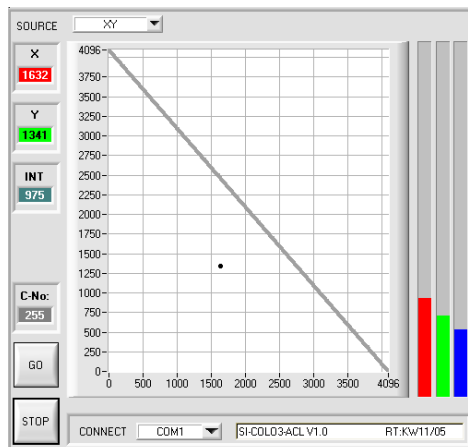 SOURCE XY
X
1632
Y
1341
INT
975
C-No:
255
GO
STOP
4096
3750
3500
3250
3000
2750
2500
2250
2000
1750
1500
1250
1000
750
500
250
0
0 500 1000 1500 2000 2500 3000 3500 4096
CONNECT COM1 SI-COLO3-ACL V1.0 RT:KW11/05